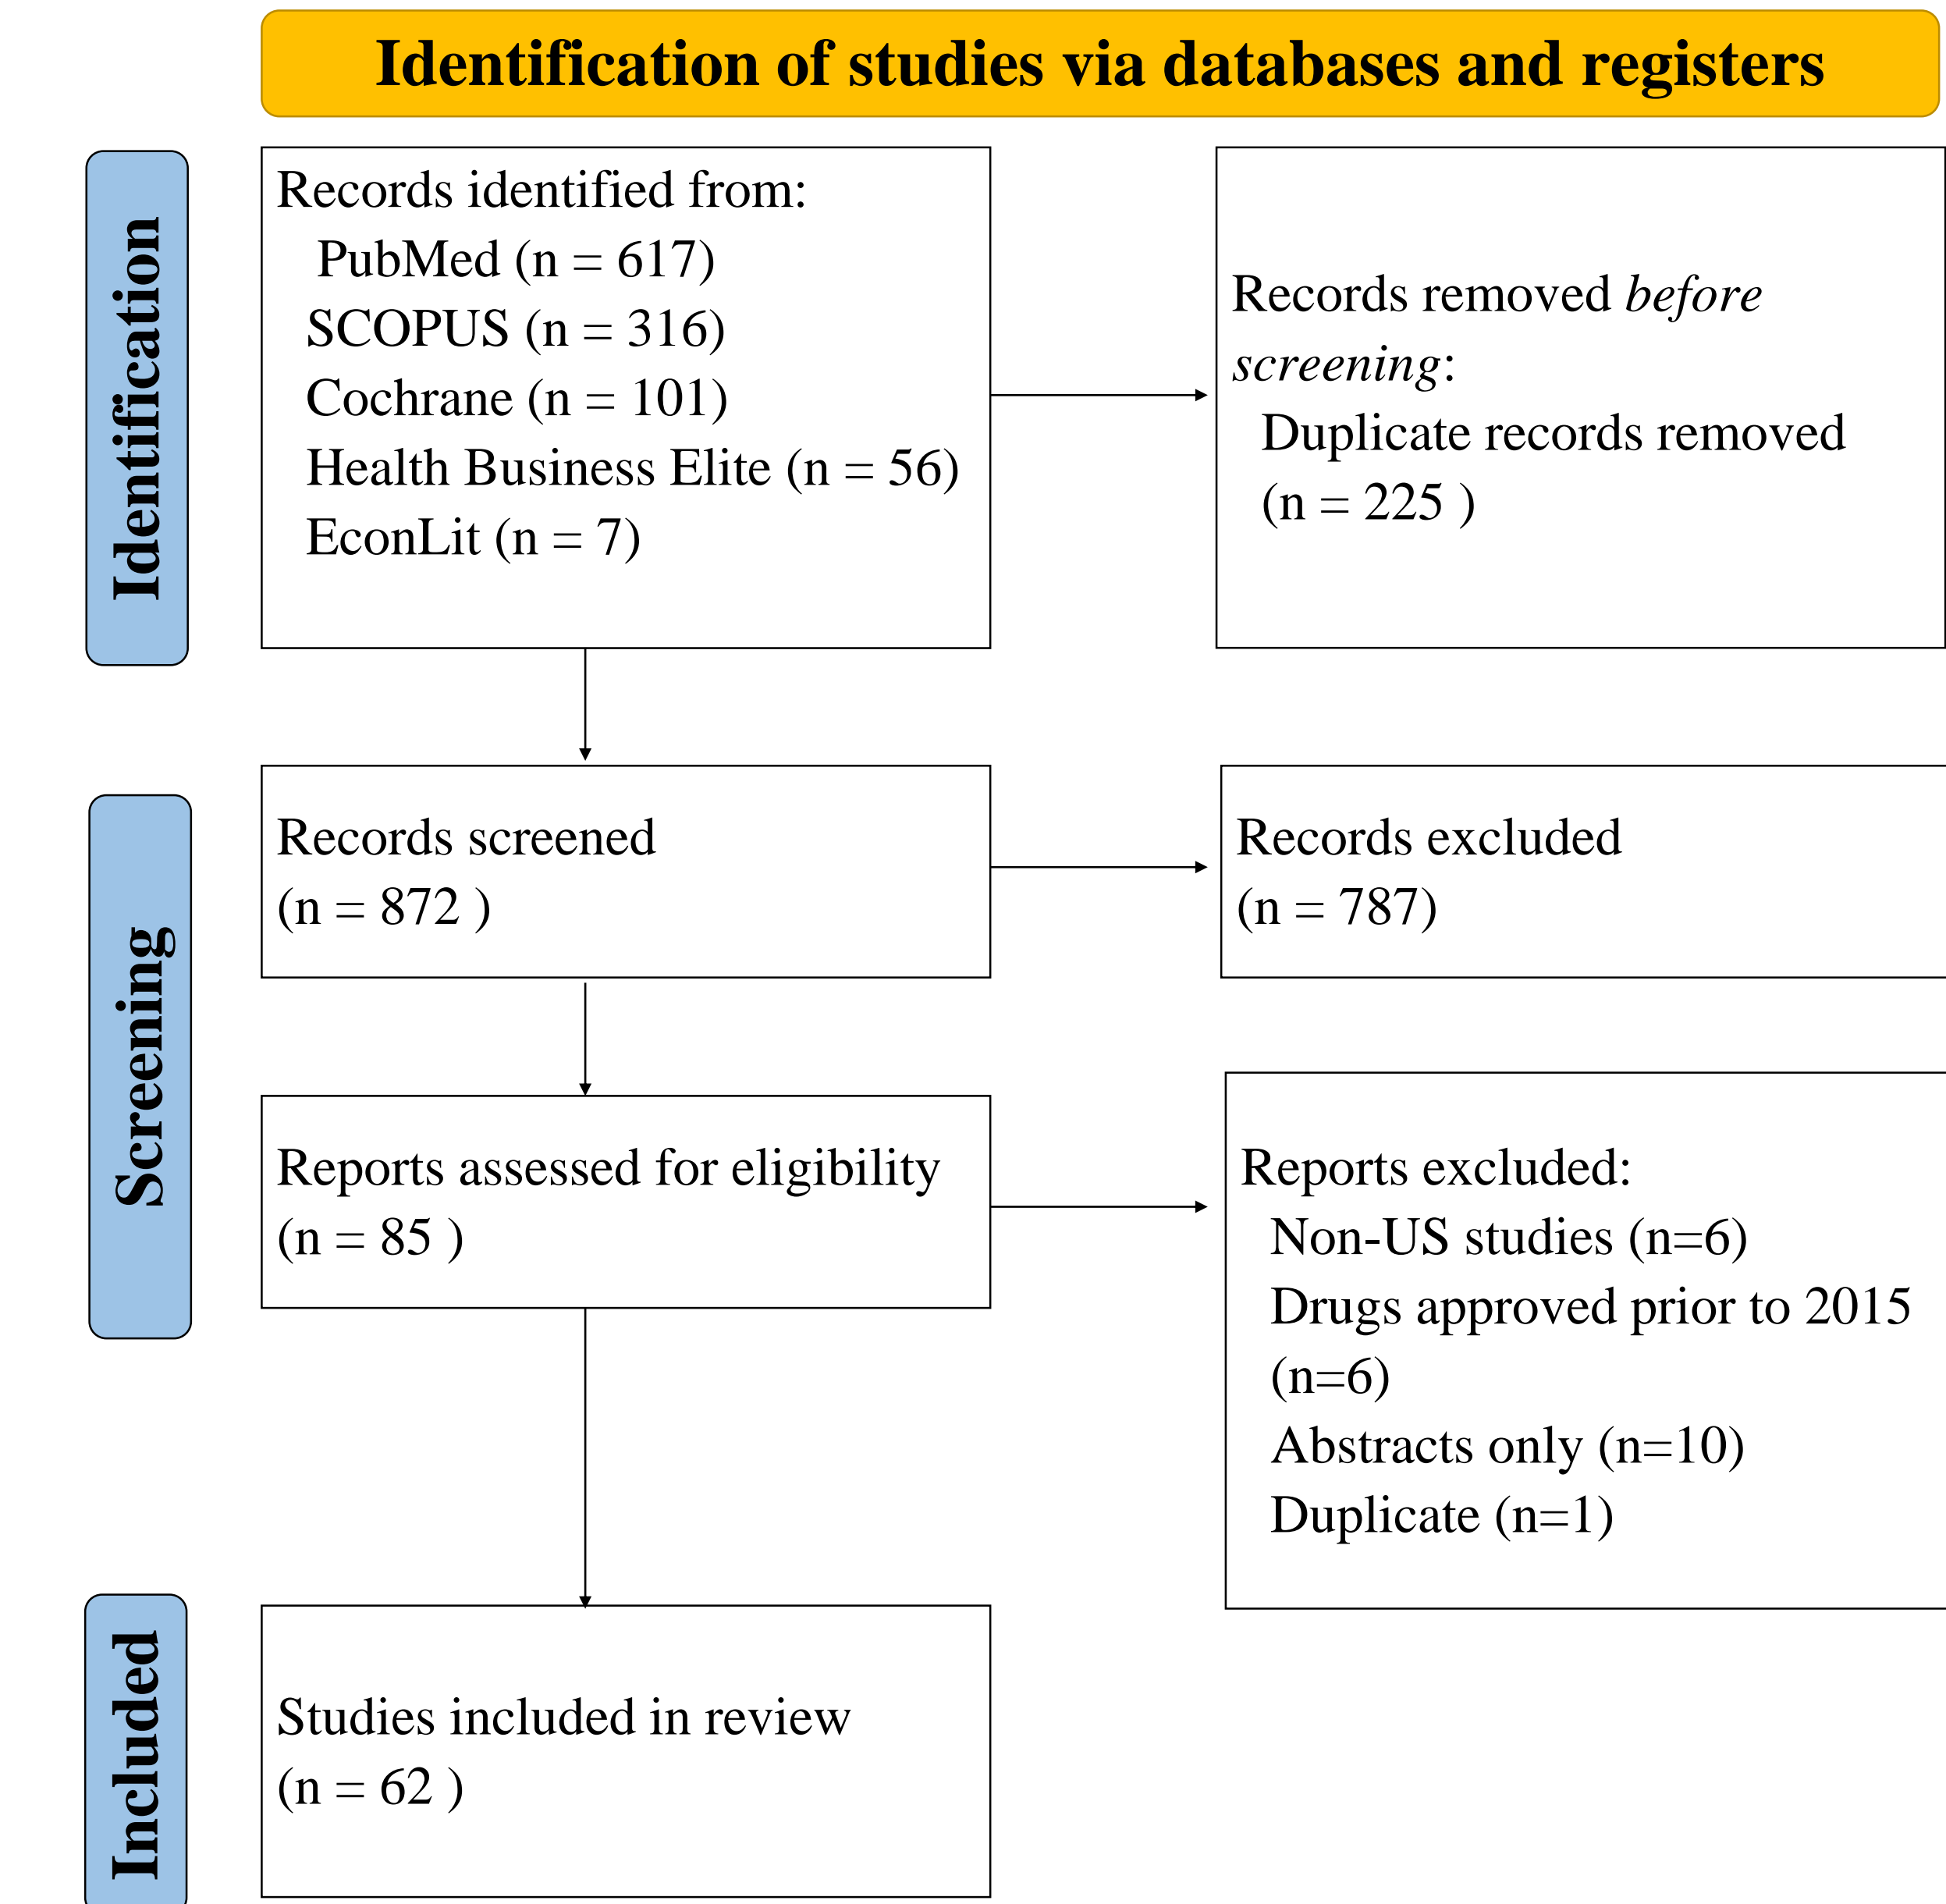 Identification of studies via databases and registers
Identification
Records identified from:
PubMed (n = 617)
SCOPUS (n = 316)
Cochrane (n = 101)
Health Business Elite (n = 56)
EconLit (n = 7)
Records removed before
screening:
Duplicate records removed
(n = 225 )
Screening
Records screened
(n = 872 )
Records excluded
(n = 787)
Reports assessed for eligibility
(n = 85 )
Reports excluded:
Non-US studies (n=6)
Drugs approved prior to 2015
(n=6)
Abstracts only (n=10)
Duplicate (n=1)
Included
Studies included in review
(n = 62 )